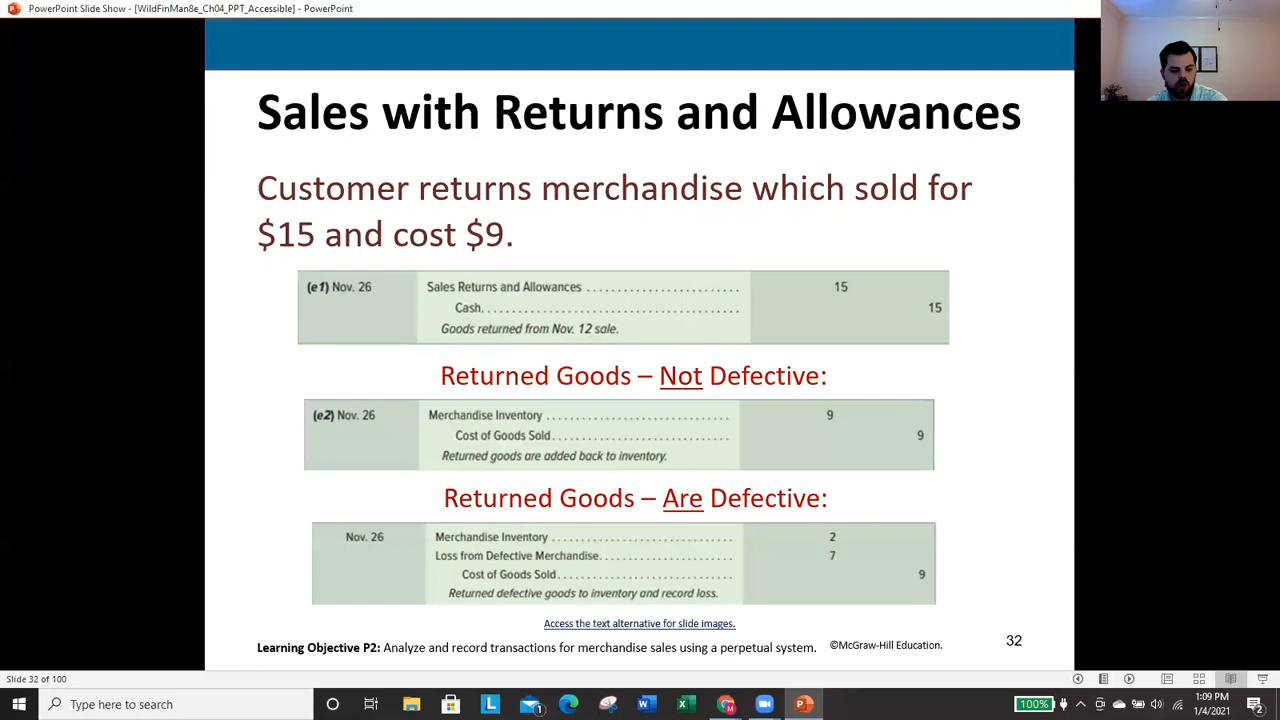 PowerPoint Slide Show - [WildFinMan8e_Ch04_PPT_Accessible] - PowerPoint
Sales with Returns and Allowances
Customer returns merchandise which sold for
$15 and cost $9.
(e1) Nov. 26 Sales Returns and Allowances 15
Cash 15
Goods returned from Nov. 12 sale.
Returned Goods – Not Defective:
(e2) Nov. 26 Merchandise Inventory 9
Cost of Goods Sold 9
Returned goods are added back to inventory.
Returned Goods – Are Defective:
Nov. 26 Merchandise Inventory 2
Loss from Defective Merchandise 7
Cost of Goods Sold 9
Returned defective goods to inventory and record loss.
Access the text alternative for slide images.
Learning Objective P2: Analyze and record transactions for merchandise sales using a perpetual system. ©McGraw-Hill Education. 32
Slide 32 of 100
Type here to search
100%
1:09 PM
1/4/2021